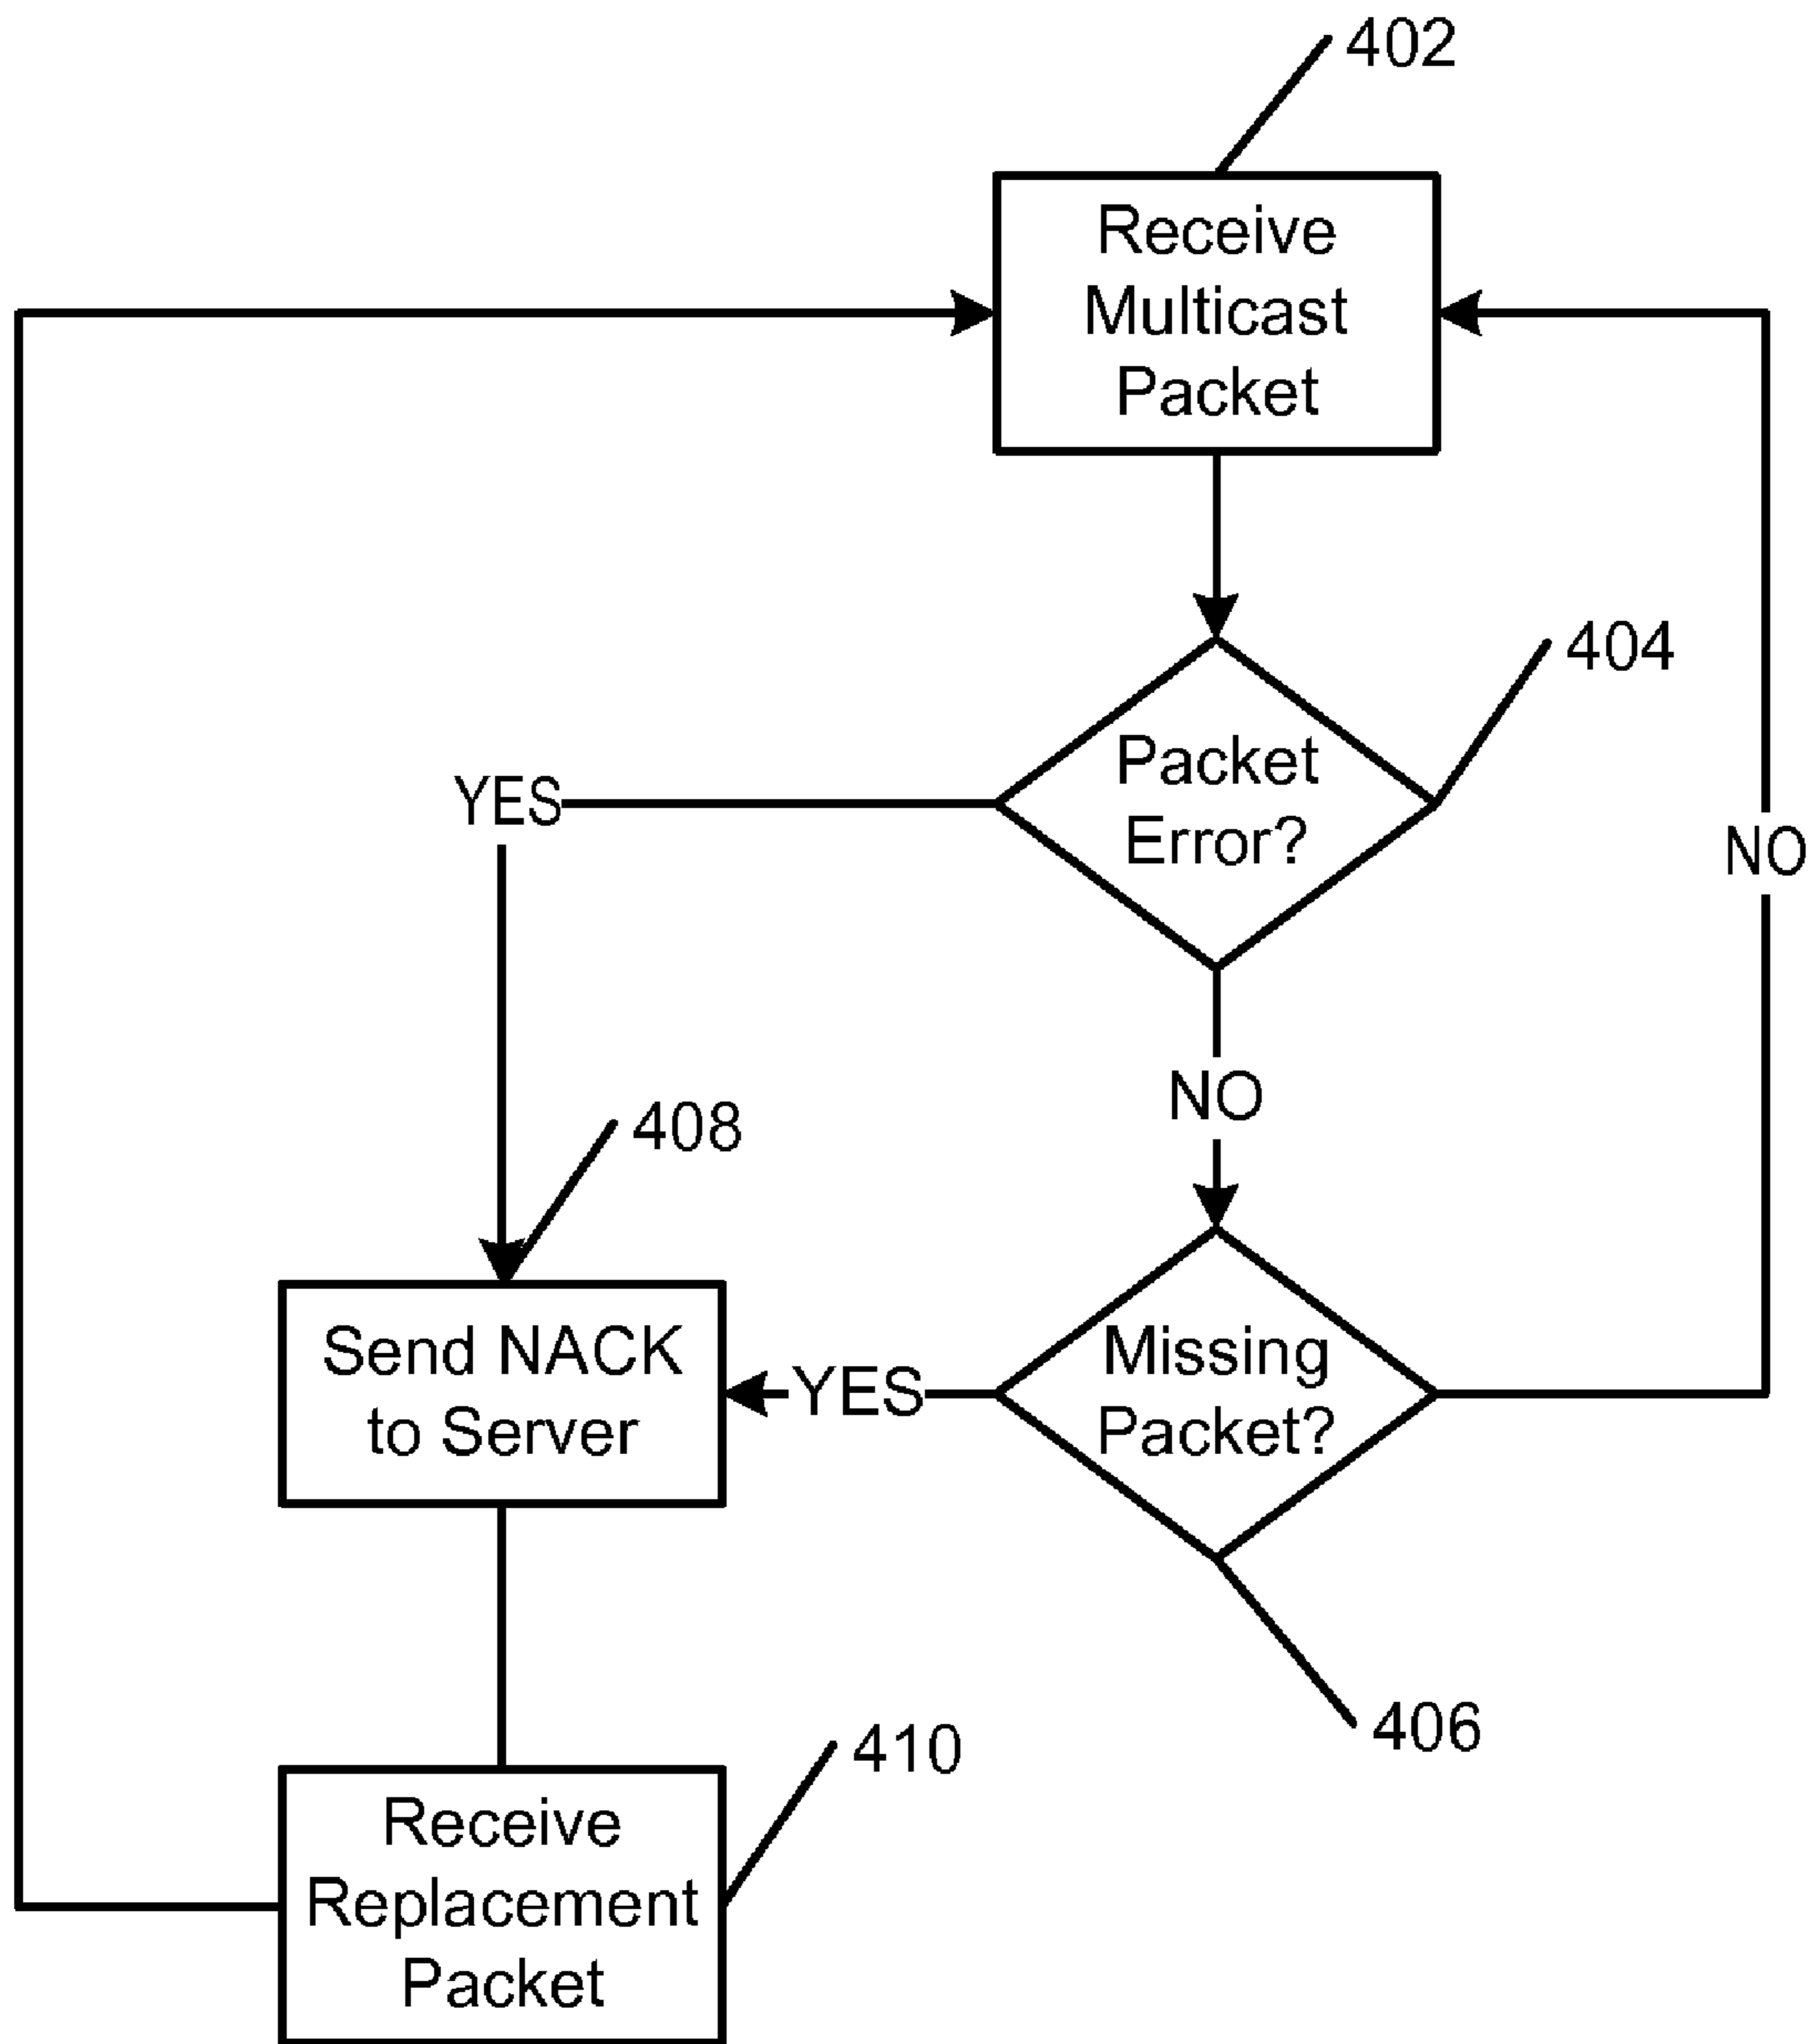 402
Receive
Multicast
Packet
404
Packet
Error?
YES
NO
NO
408
Send NACK
to Server
YES
Missing
Packet?
406
410
Receive
Replacement
Packet